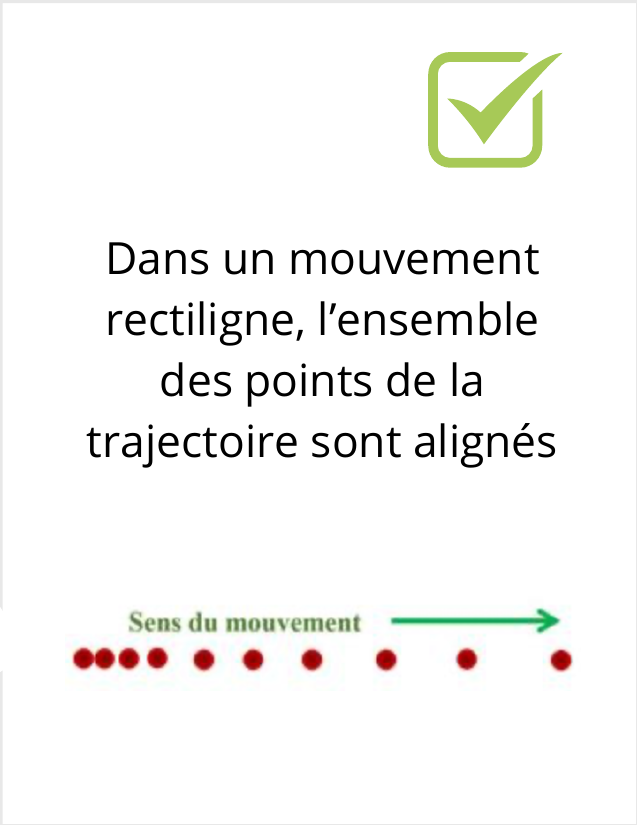 Dans un mouvement
rectiligne, l’ensemble
des points de la
trajectoire sont alignés
Sens du mouvement